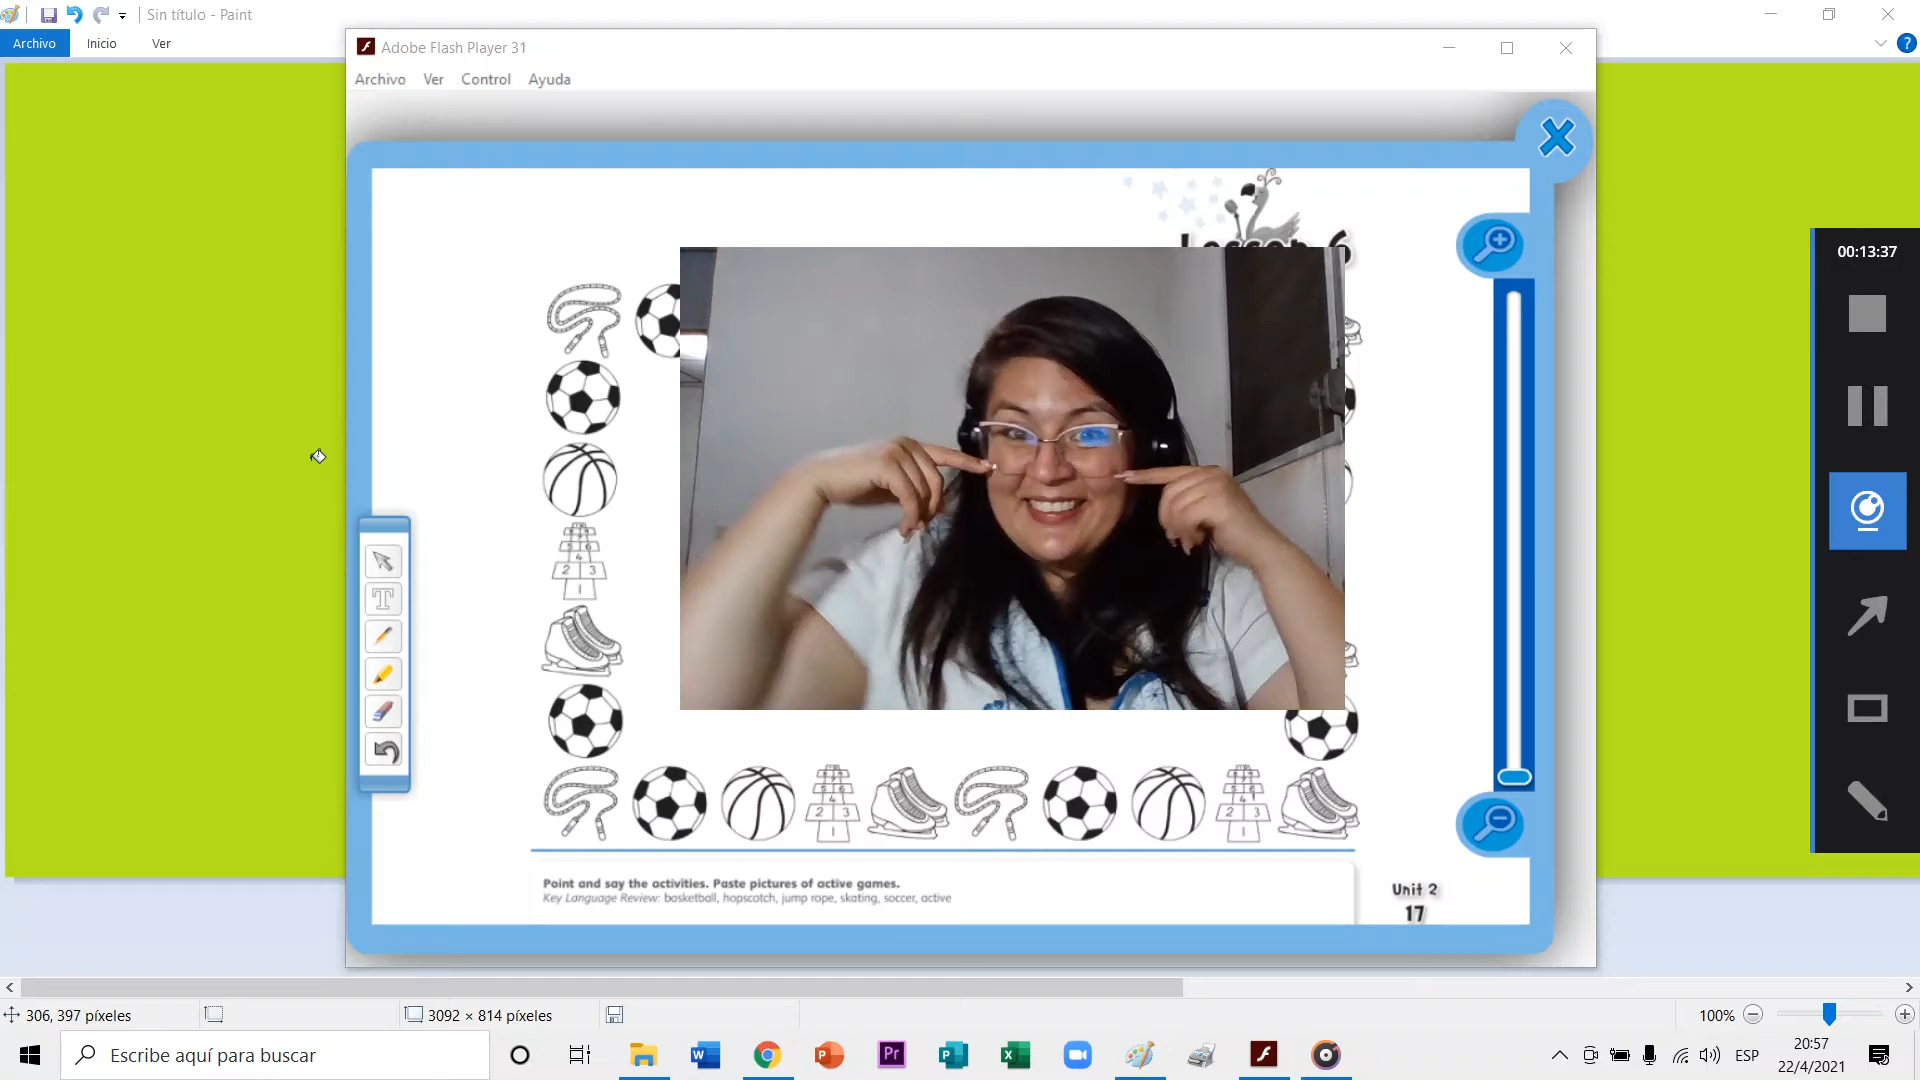 Sin título - Paint
Archivo Inicio Ver
Adobe Flash Player 31
Archivo Ver Control Ayuda
Lesson 6
00:13:37
Point and say the activities. Paste pictures of active games.
Key Language Review: basketball, hopscotch, jump rope, skating, soccer, active
Unit 2
17
306, 397 píxeles
3092 × 814 píxeles
100%
Escribe aquí para buscar
ESP
20:57
22/4/2021